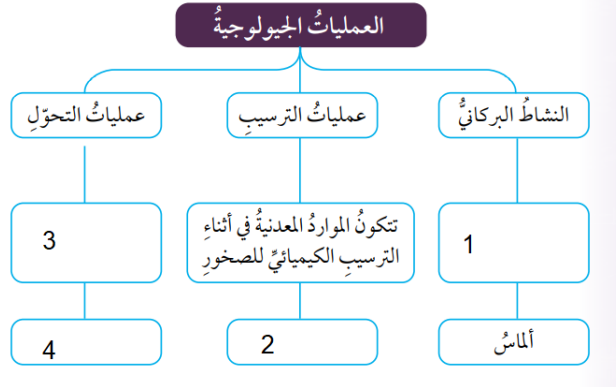 العملياتُ الجيولوجيةُ
النشاطُ البركانيُّ
عملياتُ الترسيبِ
عملياتُ التحوّلِ
1
تتكونُ المواردُ المعدنيةُ في أثناءِ
الترسيبِ الكيميائيِّ للصخورِ
3
ألماسُ
2
4